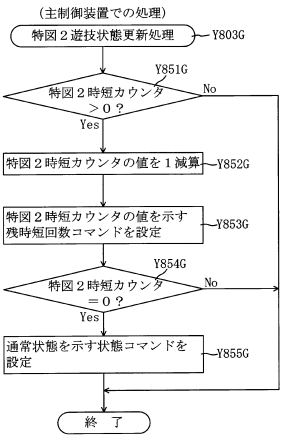 (主制御装置での処理)
特図2遊技状態更新処理
Y803G
Y851G
特図2時短カウンタ
>0?
No
Yes
特図2時短カウンタの値を1減算
Y852G
特図2時短カウンタの値を示す
残時短回数コマンドを設定
Y853G
Y854G
特図2時短カウンタ
=0?
No
Yes
通常状態を示す状態コマンドを
設定
Y855G
終 了